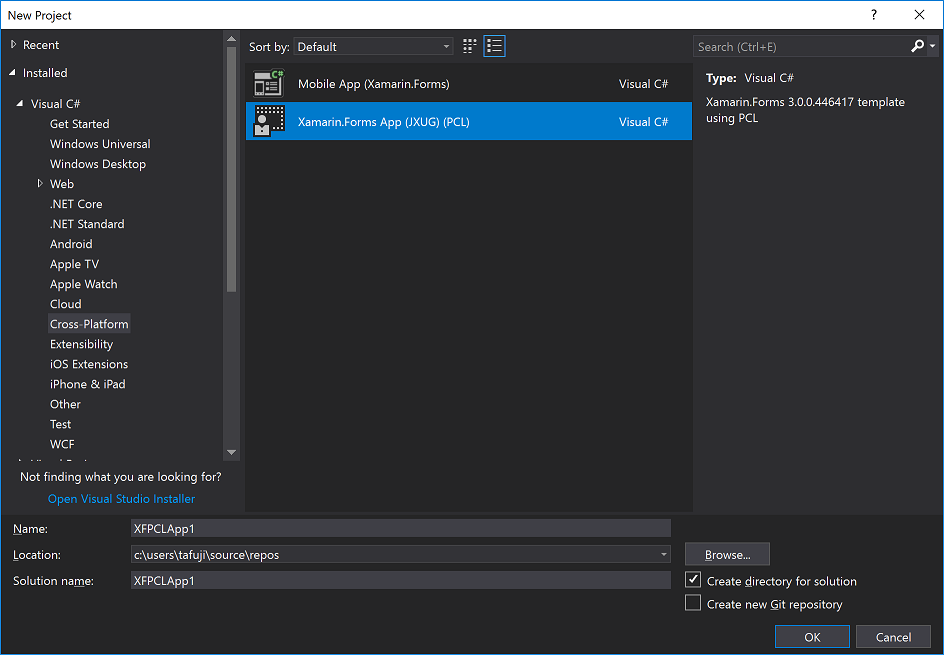 New Project
?
Recent
Installed
Visual C#
Get Started
Windows Universal
Windows Desktop
Web
.NET Core
.NET Standard
Android
Apple TV
Apple Watch
Cloud
Cross-Platform
Extensibility
iOS Extensions
iPhone & iPad
Other
Test
WCF
Not finding what you are looking for?
Open Visual Studio Installer
Sort by: Default
C#
Mobile App (Xamarin.Forms) Visual C#
Xamarin.Forms App (JXUG) (PCL) Visual C#
Search (Ctrl+E)
Type: Visual C#
Xamarin.Forms 3.0.0.446417 template
using PCL
Name: XFPCLApp1
Location: c:\users\tafuji\source\repos
Browse...
Solution name: XFPCLApp1
Create directory for solution
Create new Git repository
OK Cancel